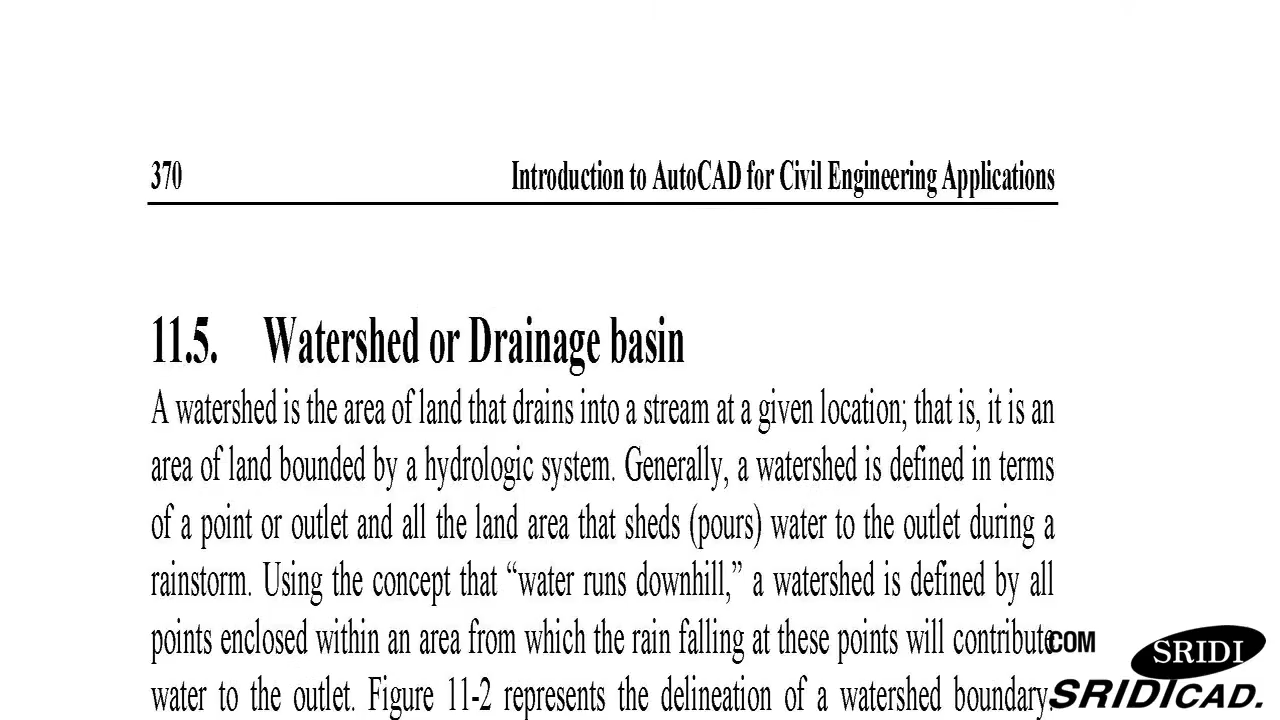 370 Introduction to AutoCAD for Civil Engineering Applications
11.5. Watershed or Drainage basin
A watershed is the area of land that drains into a stream at a given location; that is, it is an
area of land bounded by a hydrologic system. Generally, a watershed is defined in terms
of a point or outlet and all the land area that sheds (pours) water to the outlet during a
rainstorm. Using the concept that “water runs downhill,” a watershed is defined by all
points enclosed within an area from which the rain falling at these points will contribute
water to the outlet. Figure 11-2 represents the delineation of a watershed boundary.
COM
SRIDI
SRIDICAD.